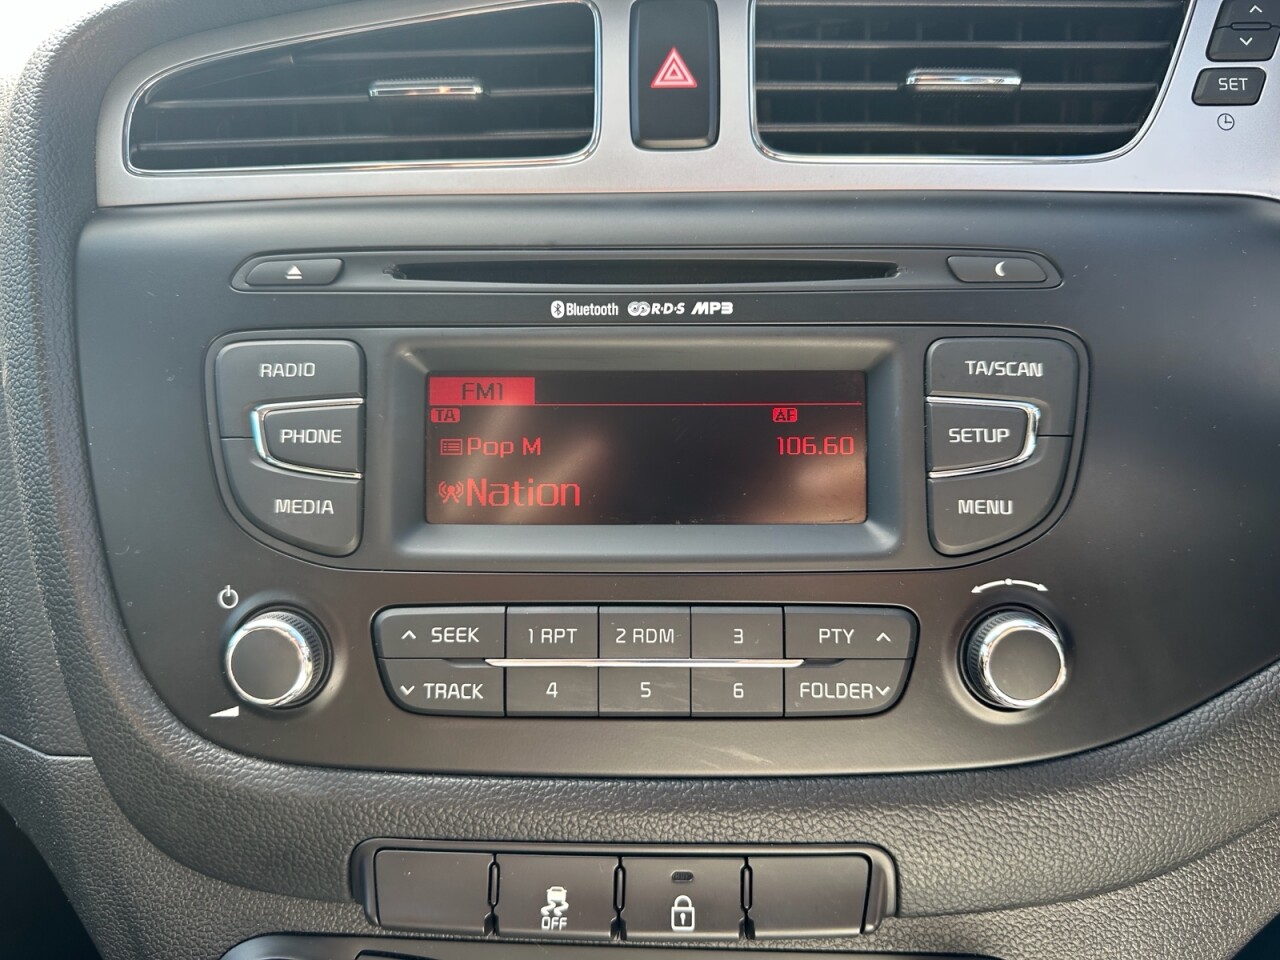 SET
Bluetooth R·D·S MP3
RADIO
PHONE
MEDIA
FM1
TA AF
Pop M 106.60
Nation
TA/SCAN
SETUP
MENU
SEEK 1 RPT 2 RDM 3 PTY
TRACK 4 5 6 FOLDER
OFF